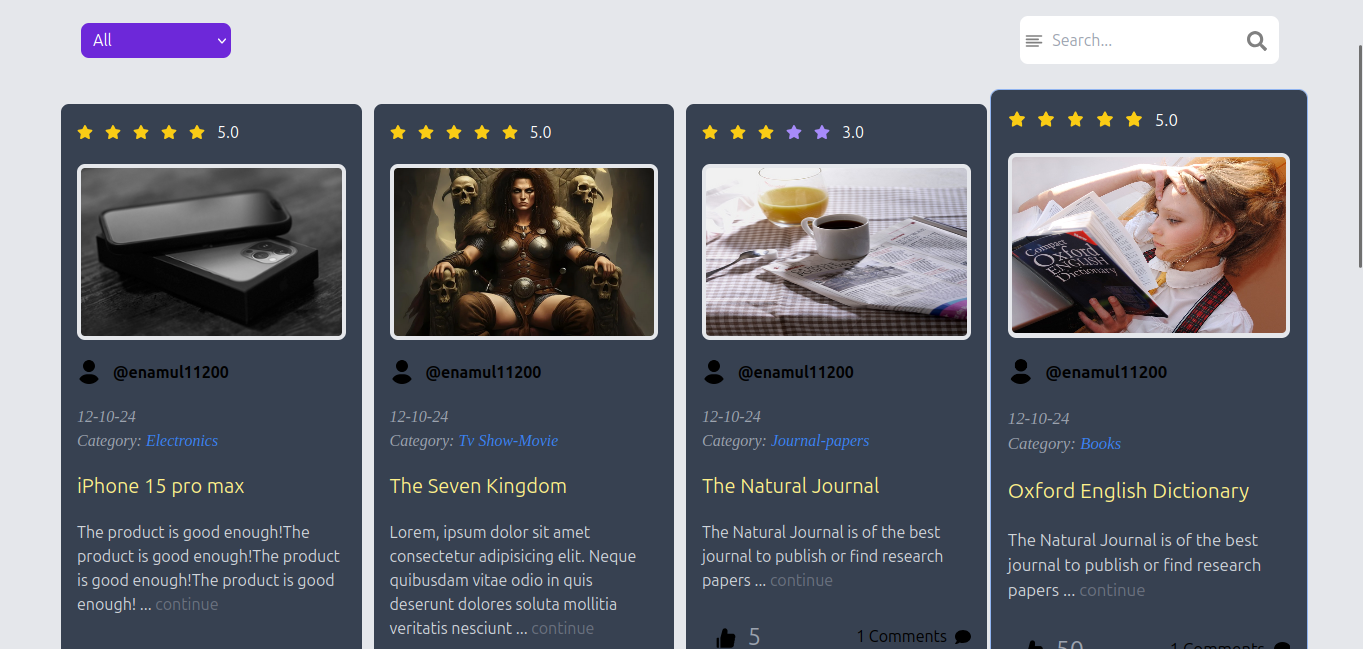 All
Search...
5.0
@enamul11200
12-10-24
Category: Electronics
iPhone 15 pro max
The product is good enough!The
product is good enough!The product
is good enough!The product is good
enough! ... continue
5.0
@enamul11200
12-10-24
Category: Tv Show-Movie
The Seven Kingdom
Lorem, ipsum dolor sit amet
consectetur adipisicing elit. Neque
quibusdam vitae odio in quis
deserunt dolores soluta mollitia
veritatis nesciunt ... continue
3.0
@enamul11200
12-10-24
Category: Journal-papers
The Natural Journal
The Natural Journal is of the best
journal to publish or find research
papers ... continue
5
1 Comments
5.0
Compact
Oxford
ENGLISH
Dictionary
@enamul11200
12-10-24
Category: Books
Oxford English Dictionary
The Natural Journal is of the best
journal to publish or find research
papers ... continue
50
1 Comments